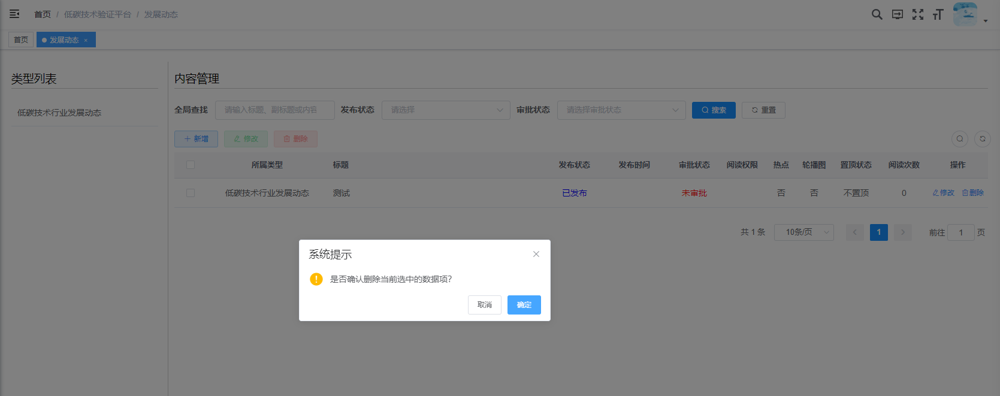 首页 / 低碳技术验证平台 / 发展动态
首页
发展动态 ×
类型列表
低碳技术行业发展动态
内容管理
全局查找 请输入标题、副标题或内容 发布状态 请选择 审批状态 请选择审批状态 搜索 重置
新增 修改 删除
所属类型 标题 发布状态 发布时间 审批状态 阅读权限 热点 轮播图 置顶状态 阅读次数 操作
低碳技术行业发展动态 测试 已发布 未审批 否 否 不置顶 0 修改 删除
共 1 条 10条/页 1 前往 1 页
系统提示
是否确认删除当前选中的数据项?
取消 确定